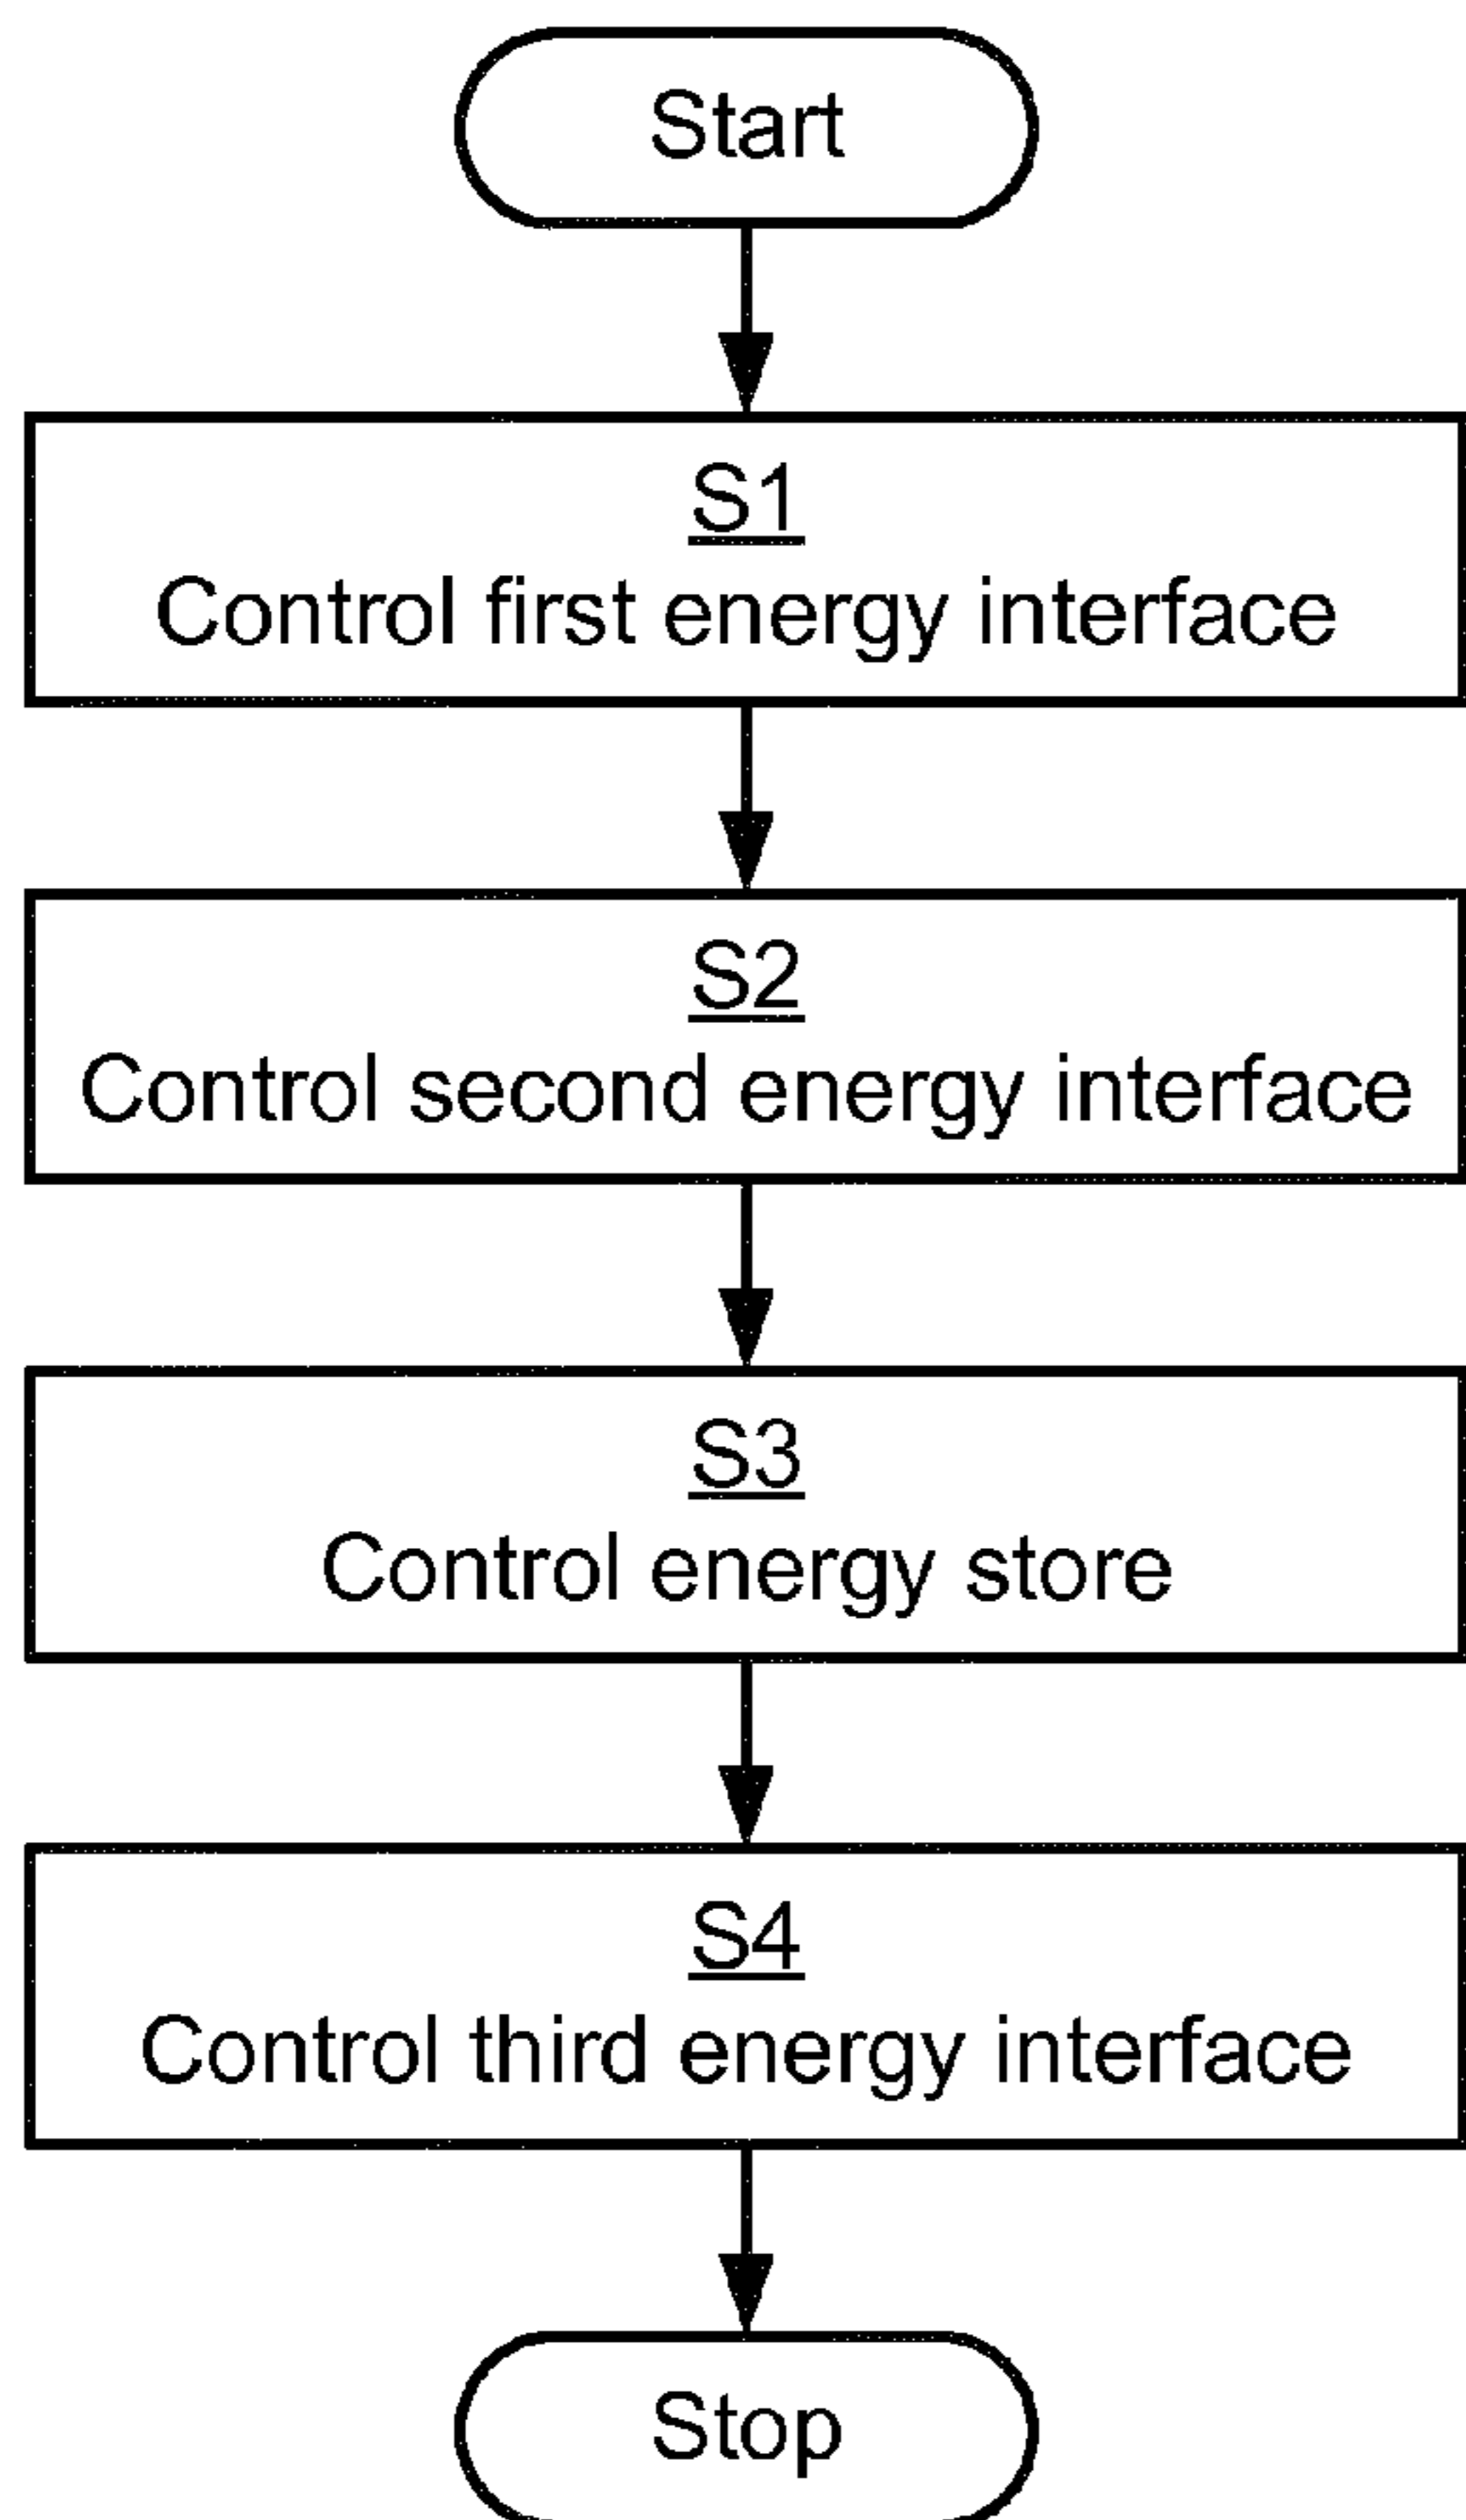 Start
S1
Control first energy interface
S2
Control second energy interface
S3
Control energy store
S4
Control third energy interface
Stop